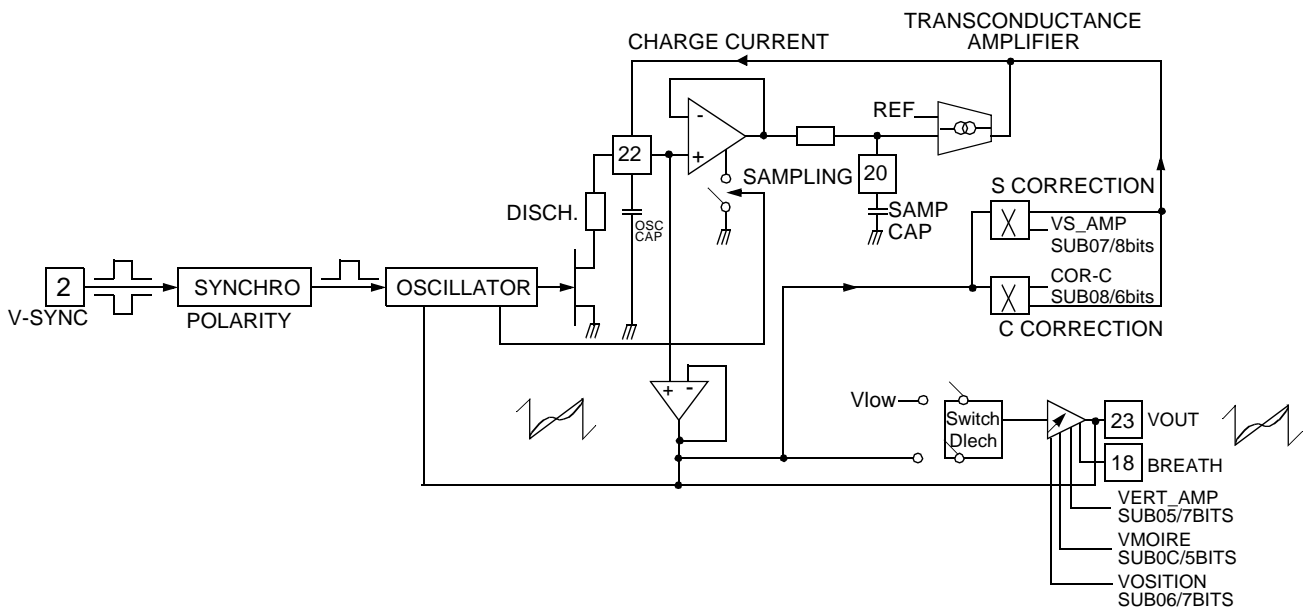 TRANSCONDUCTANCE
AMPLIFIER
CHARGE CURRENT
REF
-
+
22
20
SAMPLING
SAMP
CAP
DISCH.
OSC
CAP
S CORRECTION
X
VS_AMP
SUB07/8bits
COR-C
SUB08/6bits
X
C CORRECTION
2
V-SYNC
SYNCHRO
POLARITY
OSCILLATOR
+ -
Vlow
Switch
DIech
23
VOUT
18
BREATH
VERT_AMP
SUB05/7BITS
VMOIRE
SUB0C/5BITS
VOSITION
SUB06/7BITS